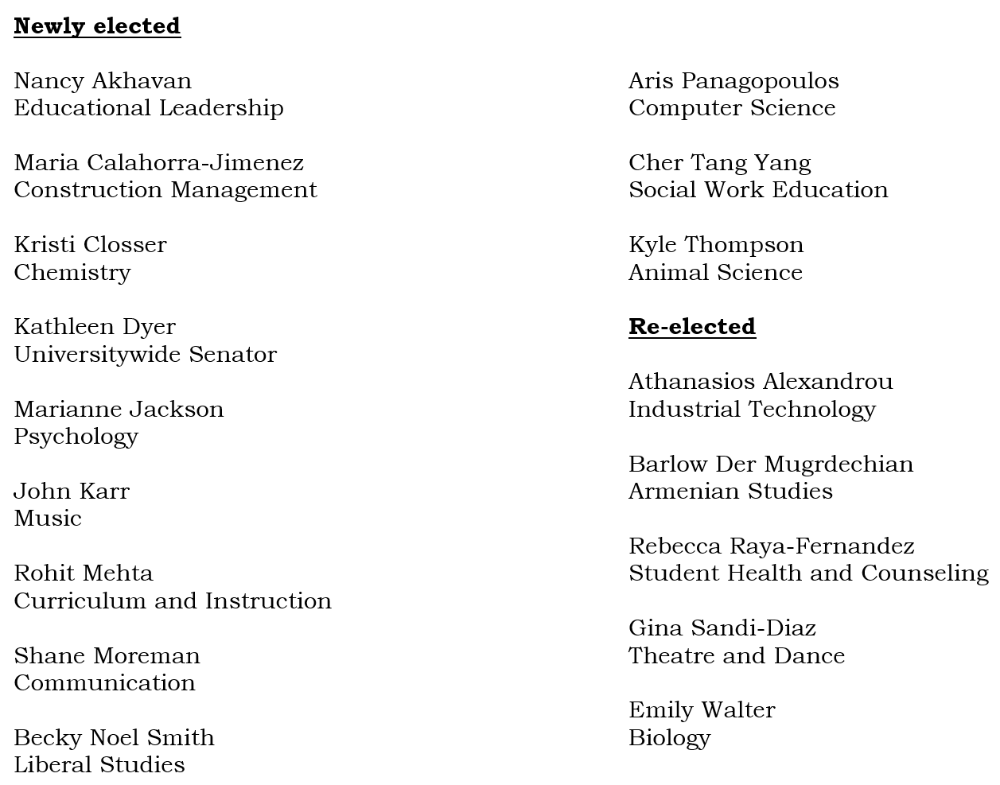 Newly elected
Nancy Akhavan
Educational Leadership
Maria Calahorra-Jimenez
Construction Management
Kristi Closser
Chemistry
Kathleen Dyer
Universitywide Senator
Marianne Jackson
Psychology
John Karr
Music
Rohit Mehta
Curriculum and Instruction
Shane Moreman
Communication
Becky Noel Smith
Liberal Studies
Aris Panagopoulos
Computer Science
Cher Tang Yang
Social Work Education
Kyle Thompson
Animal Science
Re-elected
Athanasios Alexandrou
Industrial Technology
Barlow Der Mugrdechian
Armenian Studies
Rebecca Raya-Fernandez
Student Health and Counseling
Gina Sandi-Diaz
Theatre and Dance
Emily Walter
Biology